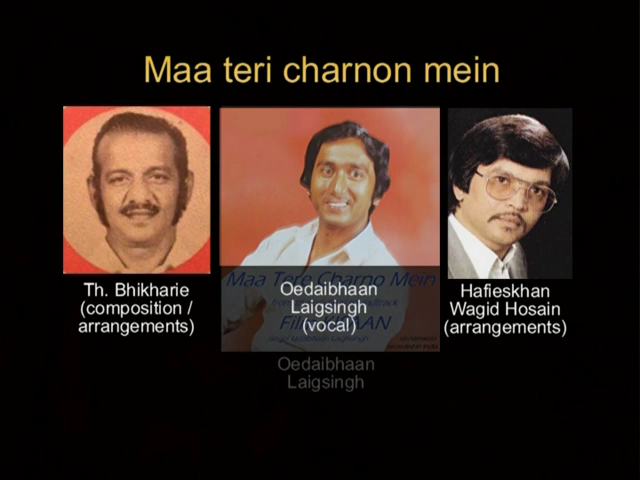 Maa teri charnon mein
Th. Bhikharie
(composition /
arrangements)
Maa Tere Charno Mein
Oedaibhaan
Laigsingh
(vocal)
Hafieskhan
Wagid Hosain
(arrangements)
Oedaibhaan
Laigsingh